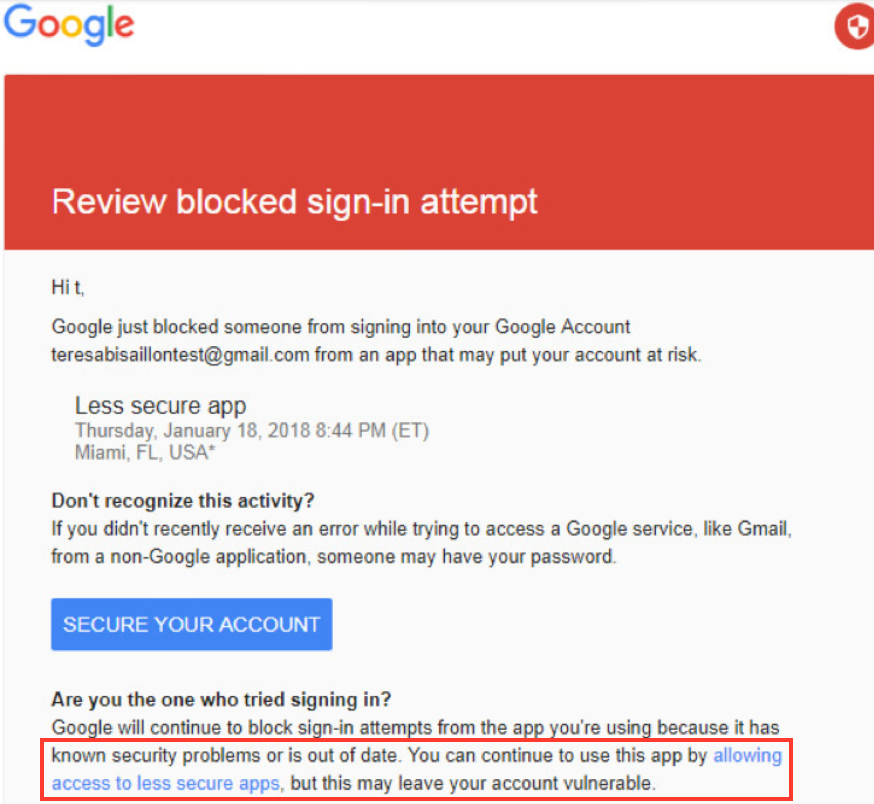 Google
Review blocked sign-in attempt
Hi t,
Google just blocked someone from signing into your Google Account
teresabisaillontest@gmail.com from an app that may put your account at risk.
Less secure app
Thursday, January 18, 2018 8:44 PM (ET)
Miami, FL, USA*
Don't recognize this activity?
If you didn't recently receive an error while trying to access a Google service, like Gmail,
from a non-Google application, someone may have your password.
SECURE YOUR ACCOUNT
Are you the one who tried signing in?
Google will continue to block sign-in attempts from the app you're using because it has
known security problems or is out of date. You can continue to use this app by allowing
access to less secure apps, but this may leave your account vulnerable.